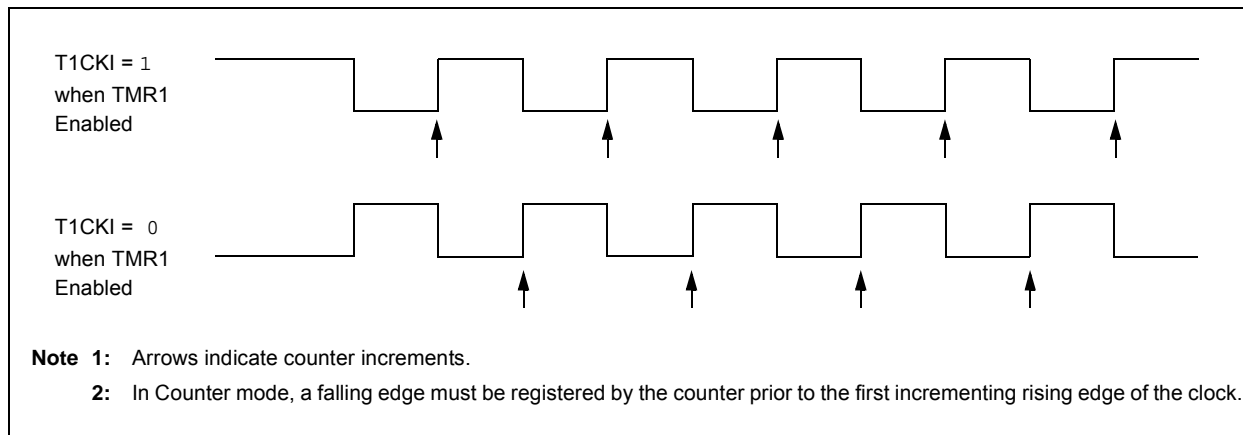 T1CKI = 1
when TMR1
Enabled
T1CKI = 0
when TMR1
Enabled
Note 1: Arrows indicate counter increments.
2: In Counter mode, a falling edge must be registered by the counter prior to the first incrementing rising edge of the clock.